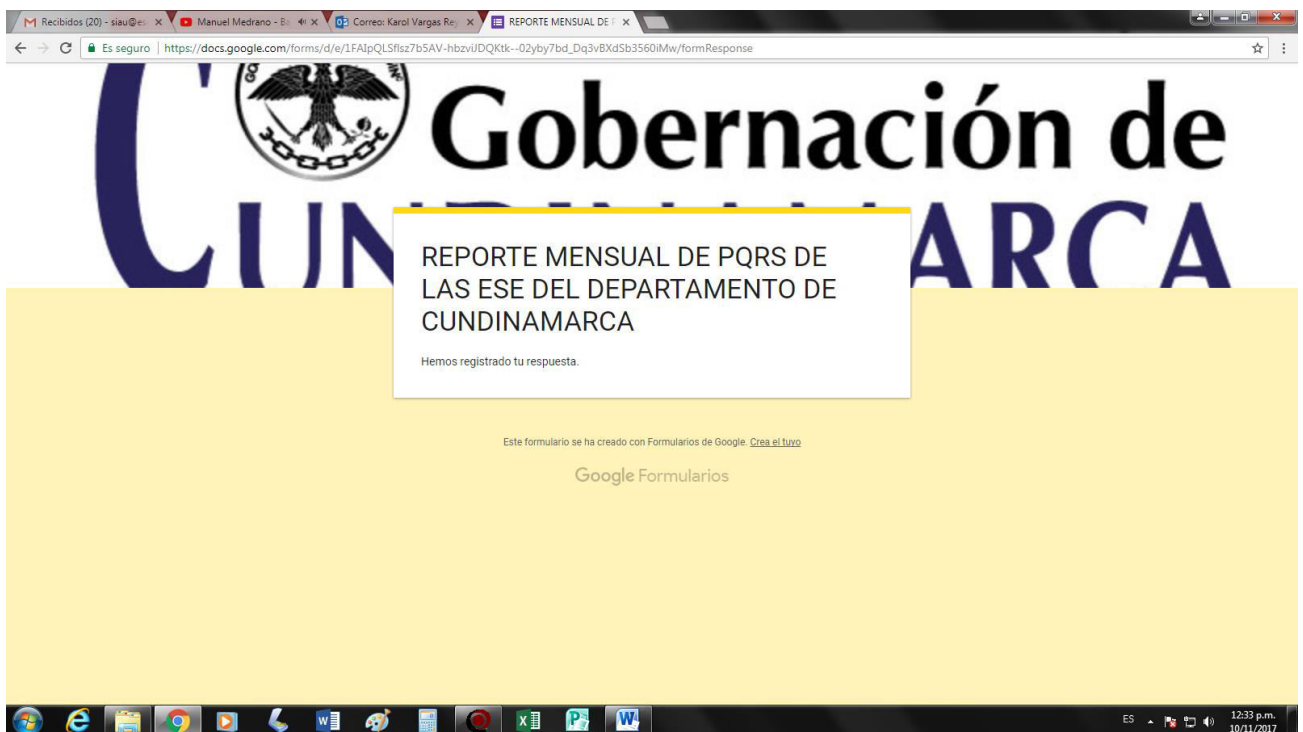 Recibidos (20) - siau@es
Manuel Medrano - Ba
Correo: Karol Vargas Rey
REPORTE MENSUAL DE P
Es seguro | https://docs.google.com/forms/d/e/1FAIpQLSflsz7b5AV-hbzviJDQKtk--02yby7bd_Dq3vBXdSb3560iMw/formResponse
Gobernación de
CUNDINAMARCA
REPORTE MENSUAL DE PQRS DE
LAS ESE DEL DEPARTAMENTO DE
CUNDINAMARCA
Hemos registrado tu respuesta.
Este formulario se ha creado con Formularios de Google. Crea el tuyo
Google Formularios
ES
12:33 p.m.
10/11/2017